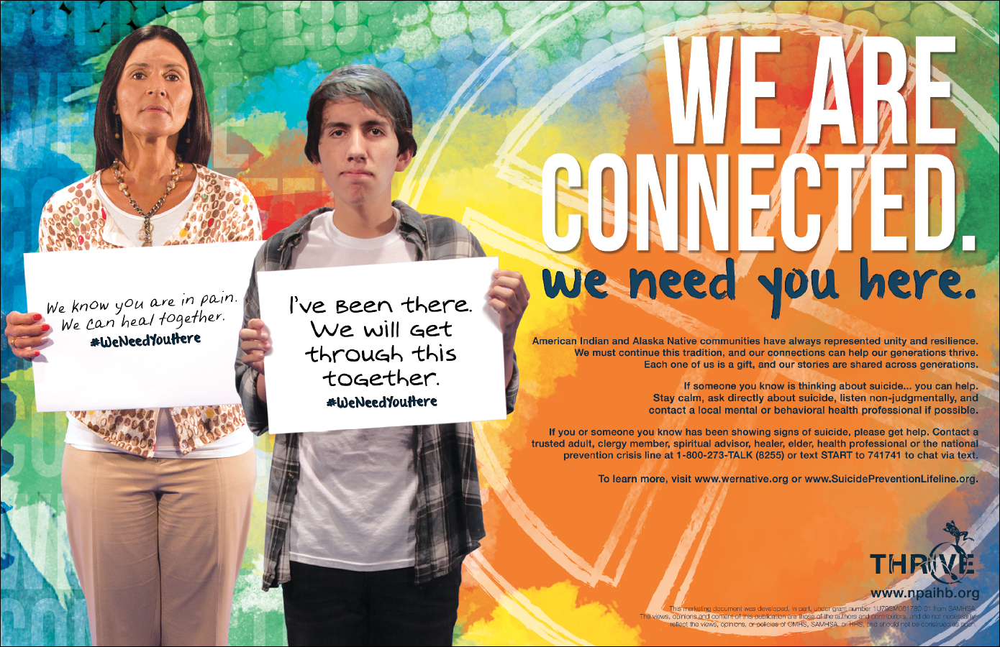 WE ARE
CONNECTED.
we need you here.
We know you are in pain.
We can heal together.
#WeNeedYouHere
I've been there.
We will get
through this
together.
#WeNeedYouHere
American Indian and Alaska Native communities have always represented unity and resilience.
We must continue this tradition, and our connections can help our generations thrive.
Each one of us is a gift, and our stories are shared across generations.
If someone you know is thinking about suicide... you can help.
Stay calm, ask directly about suicide, listen non-judgmentally, and
contact a local mental or behavioral health professional if possible.
If you or someone you know has been showing signs of suicide, please get help. Contact a
trusted adult, clergy member, spiritual advisor, healer, elder, health professional or the national
prevention crisis line at 1-800-273-TALK (8255) or text START to 741741 to chat via text.
To learn more, visit www.wernative.org or www.SuicidePreventionLifeline.org.
THRIVE
www.npaihb.org
This marketing document was developed, in part, under grant number 1U79SM061780-01 from SAMHSA.
The views, opinions and content of this publication are those of the authors and contributors, and do not necessarily
reflect the views, opinions, or policies of CMHS, SAMHSA, or HHS, and should not be construed as such.